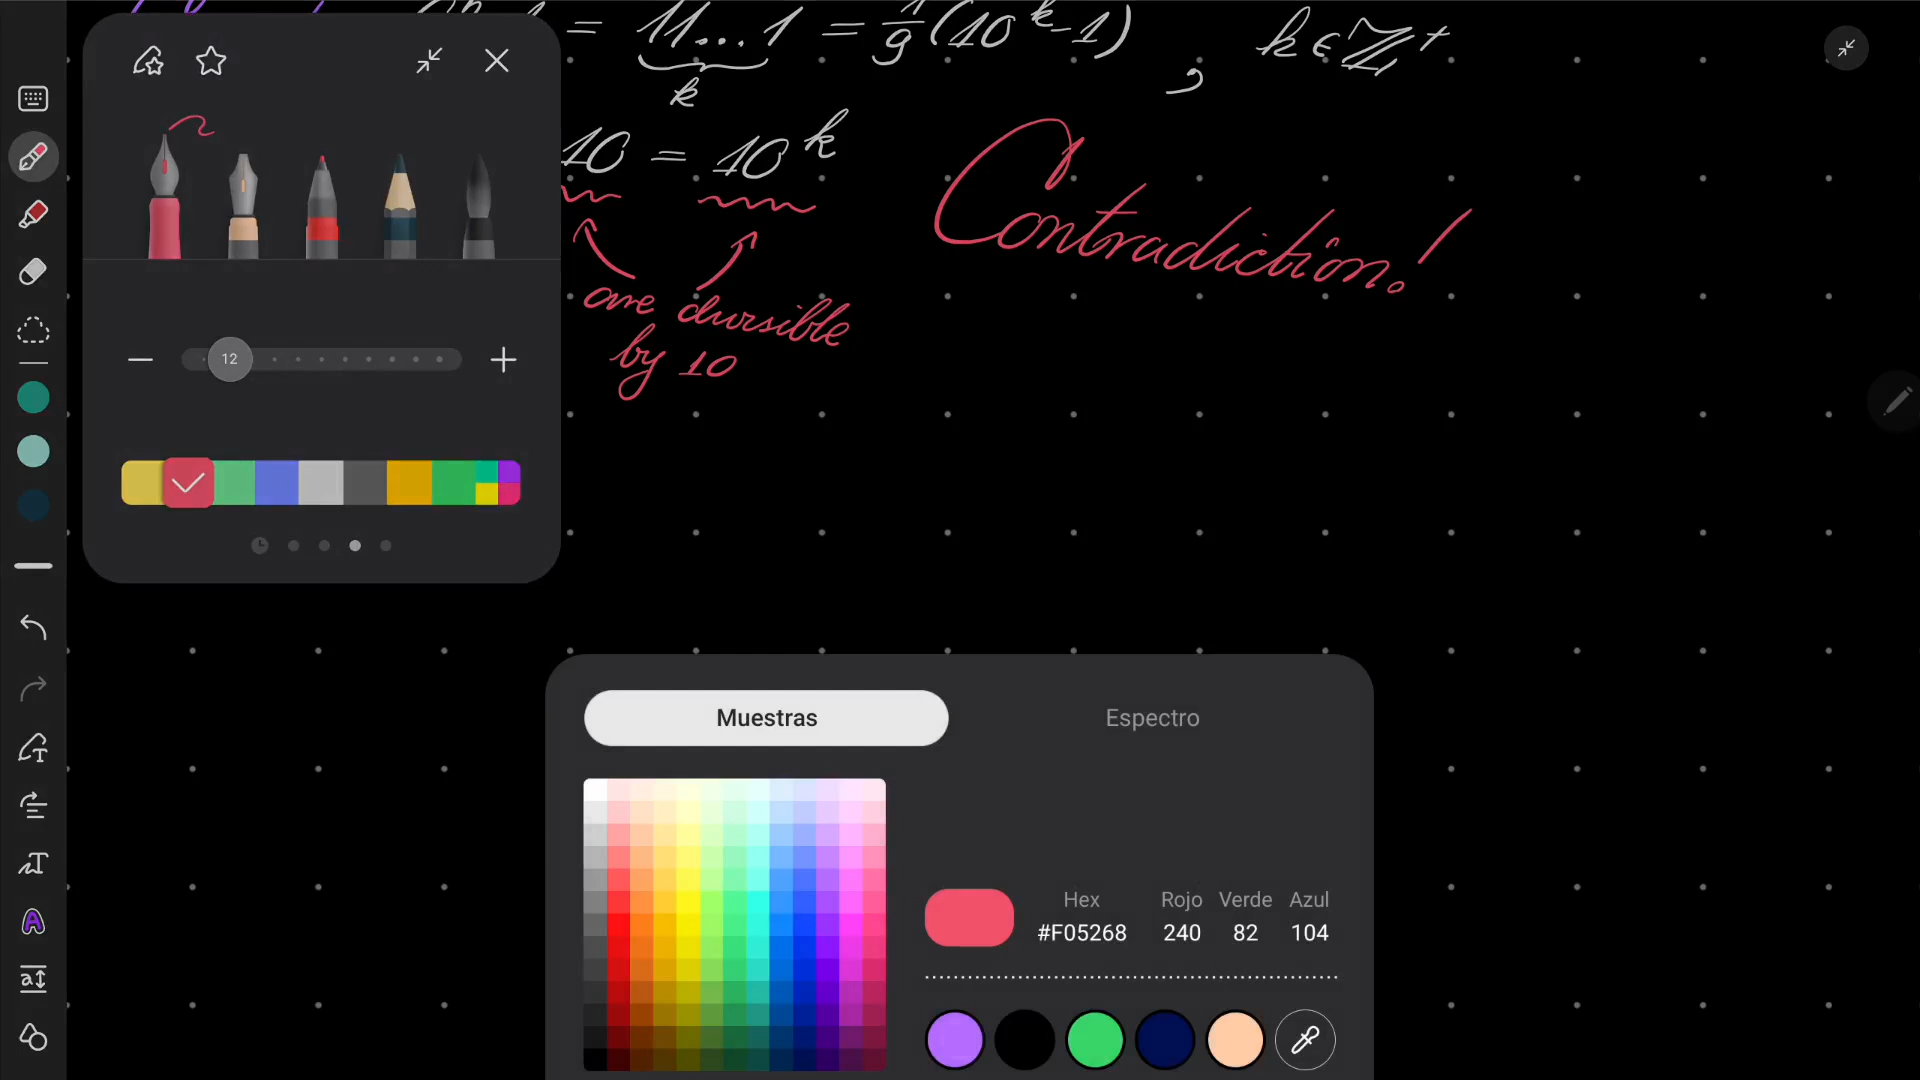 = 11...1 = 1/9 (10^k - 1) , k ∈ ℤ⁺
k
10 = 10^k
Contradiction!
are divisible
by 10
12
Muestras Espectro
Hex Rojo Verde Azul
#F05268 240 82 104